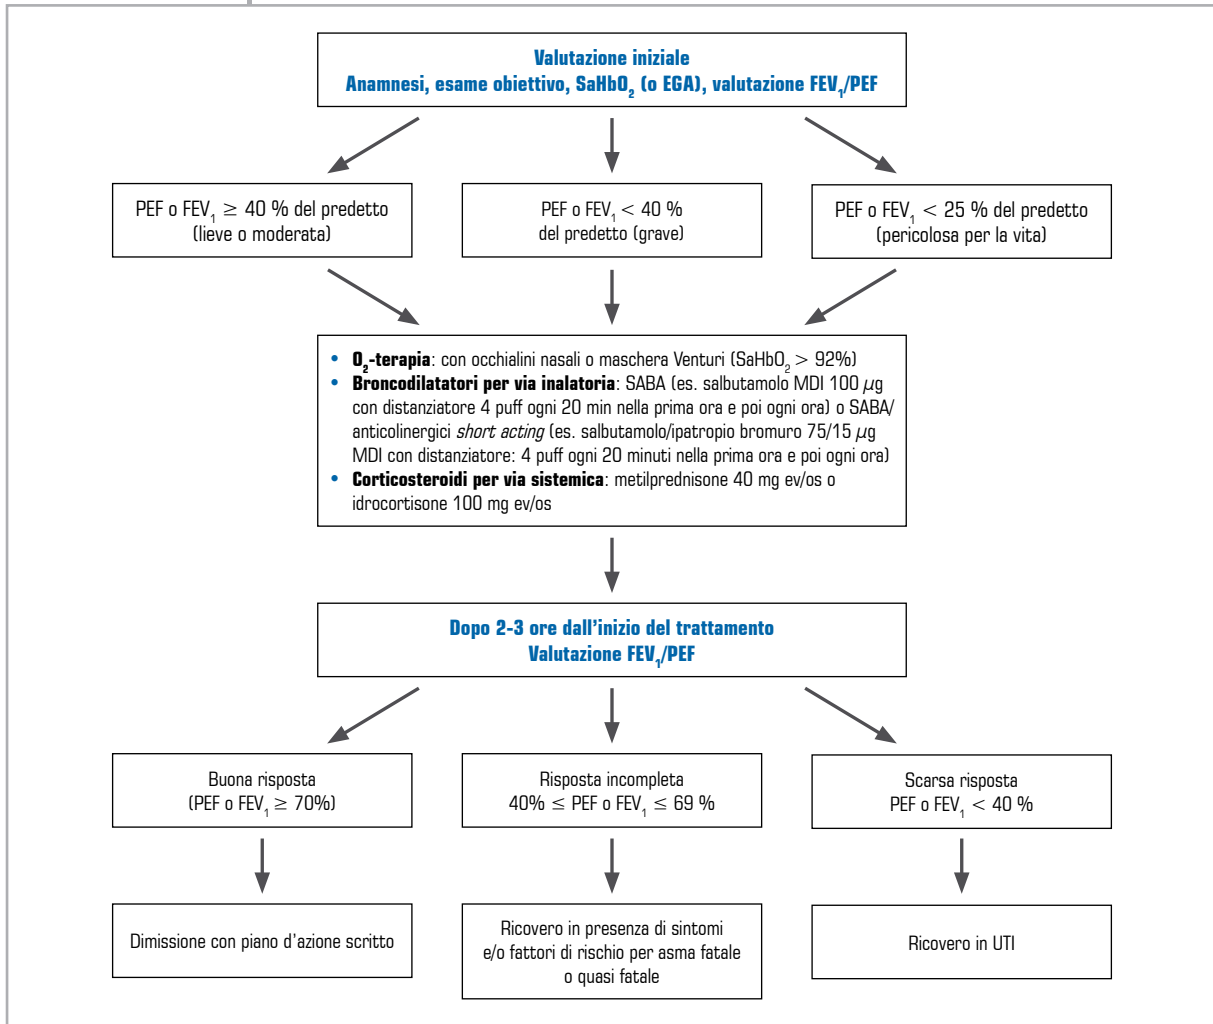 Valutazione iniziale
Anamnesi, esame obiettivo, SaHbO₂ (o EGA), valutazione FEV₁/PEF
PEF o FEV₁ ≥ 40 % del predetto
(lieve o moderata)
PEF o FEV₁ < 40 %
del predetto (grave)
PEF o FEV₁ < 25 % del predetto
(pericolosa per la vita)
• O₂-terapia: con occhialini nasali o maschera Venturi (SaHbO₂ > 92%)
• Broncodilatatori per via inalatoria: SABA (es. salbutamolo MDI 100 µg
con distanziatore 4 puff ogni 20 min nella prima ora e poi ogni ora) o SABA/
anticolinergici short acting (es. salbutamolo/ipatropio bromuro 75/15 µg
MDI con distanziatore: 4 puff ogni 20 minuti nella prima ora e poi ogni ora)
• Corticosteroidi per via sistemica: metilprednisone 40 mg ev/os o
idrocortisone 100 mg ev/os
Dopo 2-3 ore dall'inizio del trattamento
Valutazione FEV₁/PEF
Buona risposta
(PEF o FEV₁ ≥ 70%)
Risposta incompleta
40% ≤ PEF o FEV₁ ≤ 69 %
Scarsa risposta
PEF o FEV₁ < 40 %
Dimissione con piano d'azione scritto
Ricovero in presenza di sintomi
e/o fattori di rischio per asma fatale
o quasi fatale
Ricovero in UTI